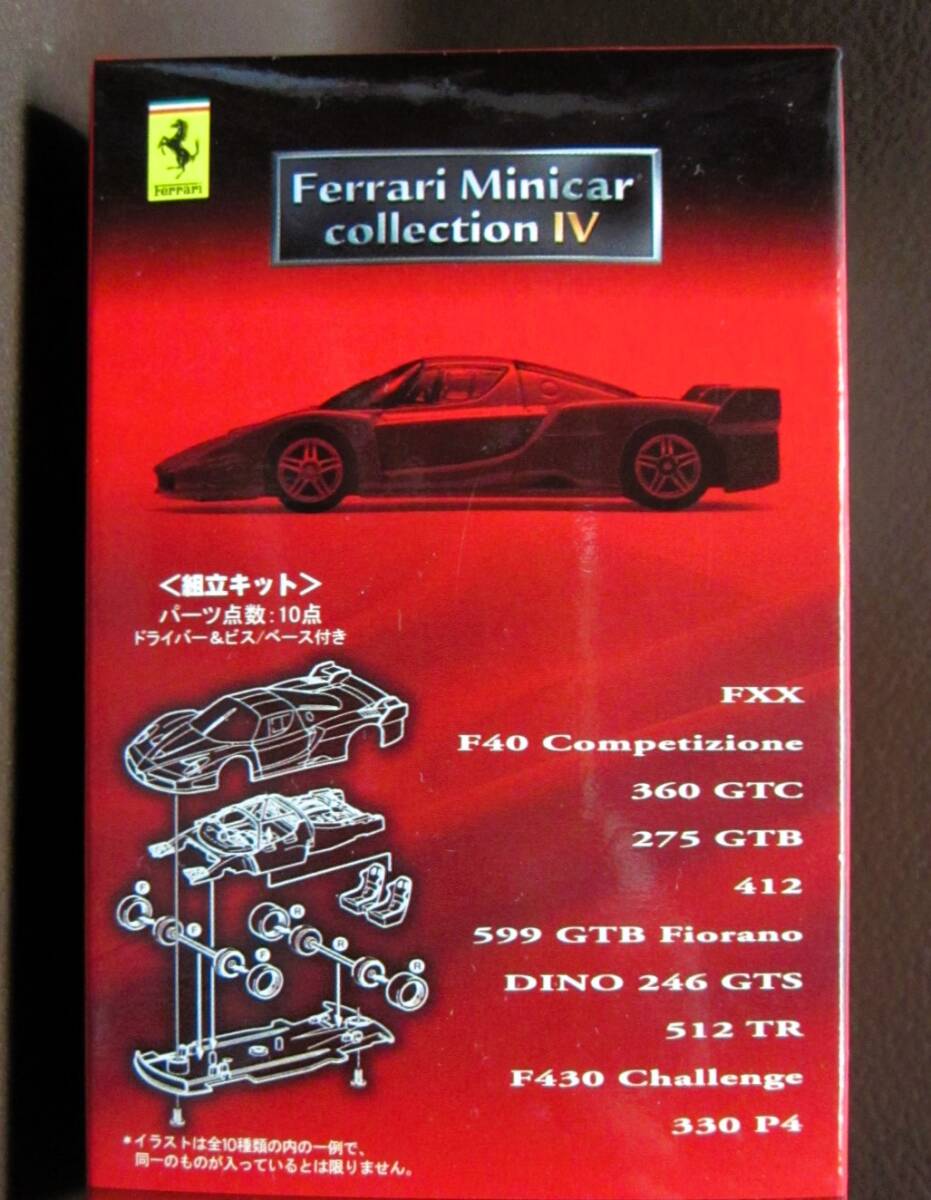 Ferrari
Ferrari Minicar
collection IV
<組立キット>
パーツ点数:10点
ドライバー&ビス/ベース付き
FXX
F40 Competizione
360 GTC
275 GTB
412
599 GTB Fiorano
DINO 246 GTS
512 TR
F430 Challenge
330 P4
F
F
F
R
R
R
*イラストは全10種類の内の一例で、
同一のものが入っているとは限りません。